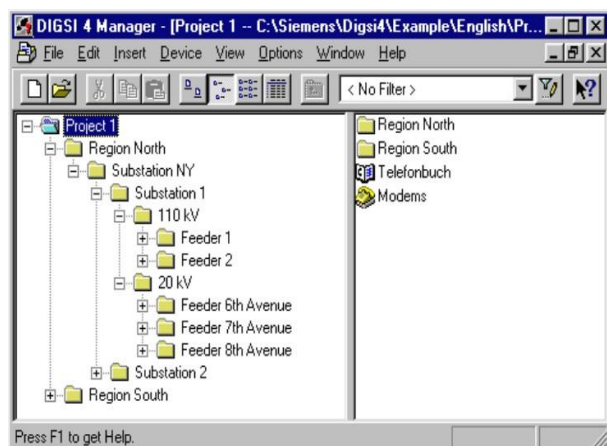 DIGSI 4 Manager - [Project 1 -- C:\Siemens\Digsi4\Example\English\Pr...
File Edit Insert Device View Options Window Help
< No Filter >
Project 1
Region North
Substation NY
Substation 1
110 kV
Feeder 1
Feeder 2
20 kV
Feeder 6th Avenue
Feeder 7th Avenue
Feeder 8th Avenue
Substation 2
Region South
Region North
Region South
Telefonbuch
Modems
Press F1 to get Help.